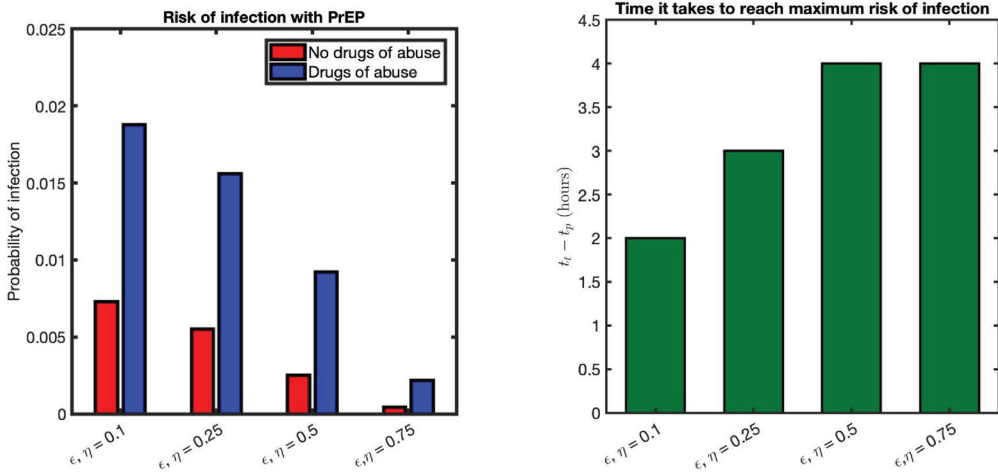 Risk of infection with PrEP
0.025
0.02
0.015
0.01
0.005
0
Probability of infection
No drugs of abuse
Drugs of abuse
ϵ, η = 0.1
ϵ, η = 0.25
ϵ, η = 0.5
ϵ,η = 0.75
Time it takes to reach maximum risk of infection
4.5
4
3.5
3
2.5
2
1.5
1
0.5
0
t_t − t_p (hours)
ϵ, η = 0.1
ϵ, η = 0.25
ϵ, η = 0.5
ϵ,η = 0.75